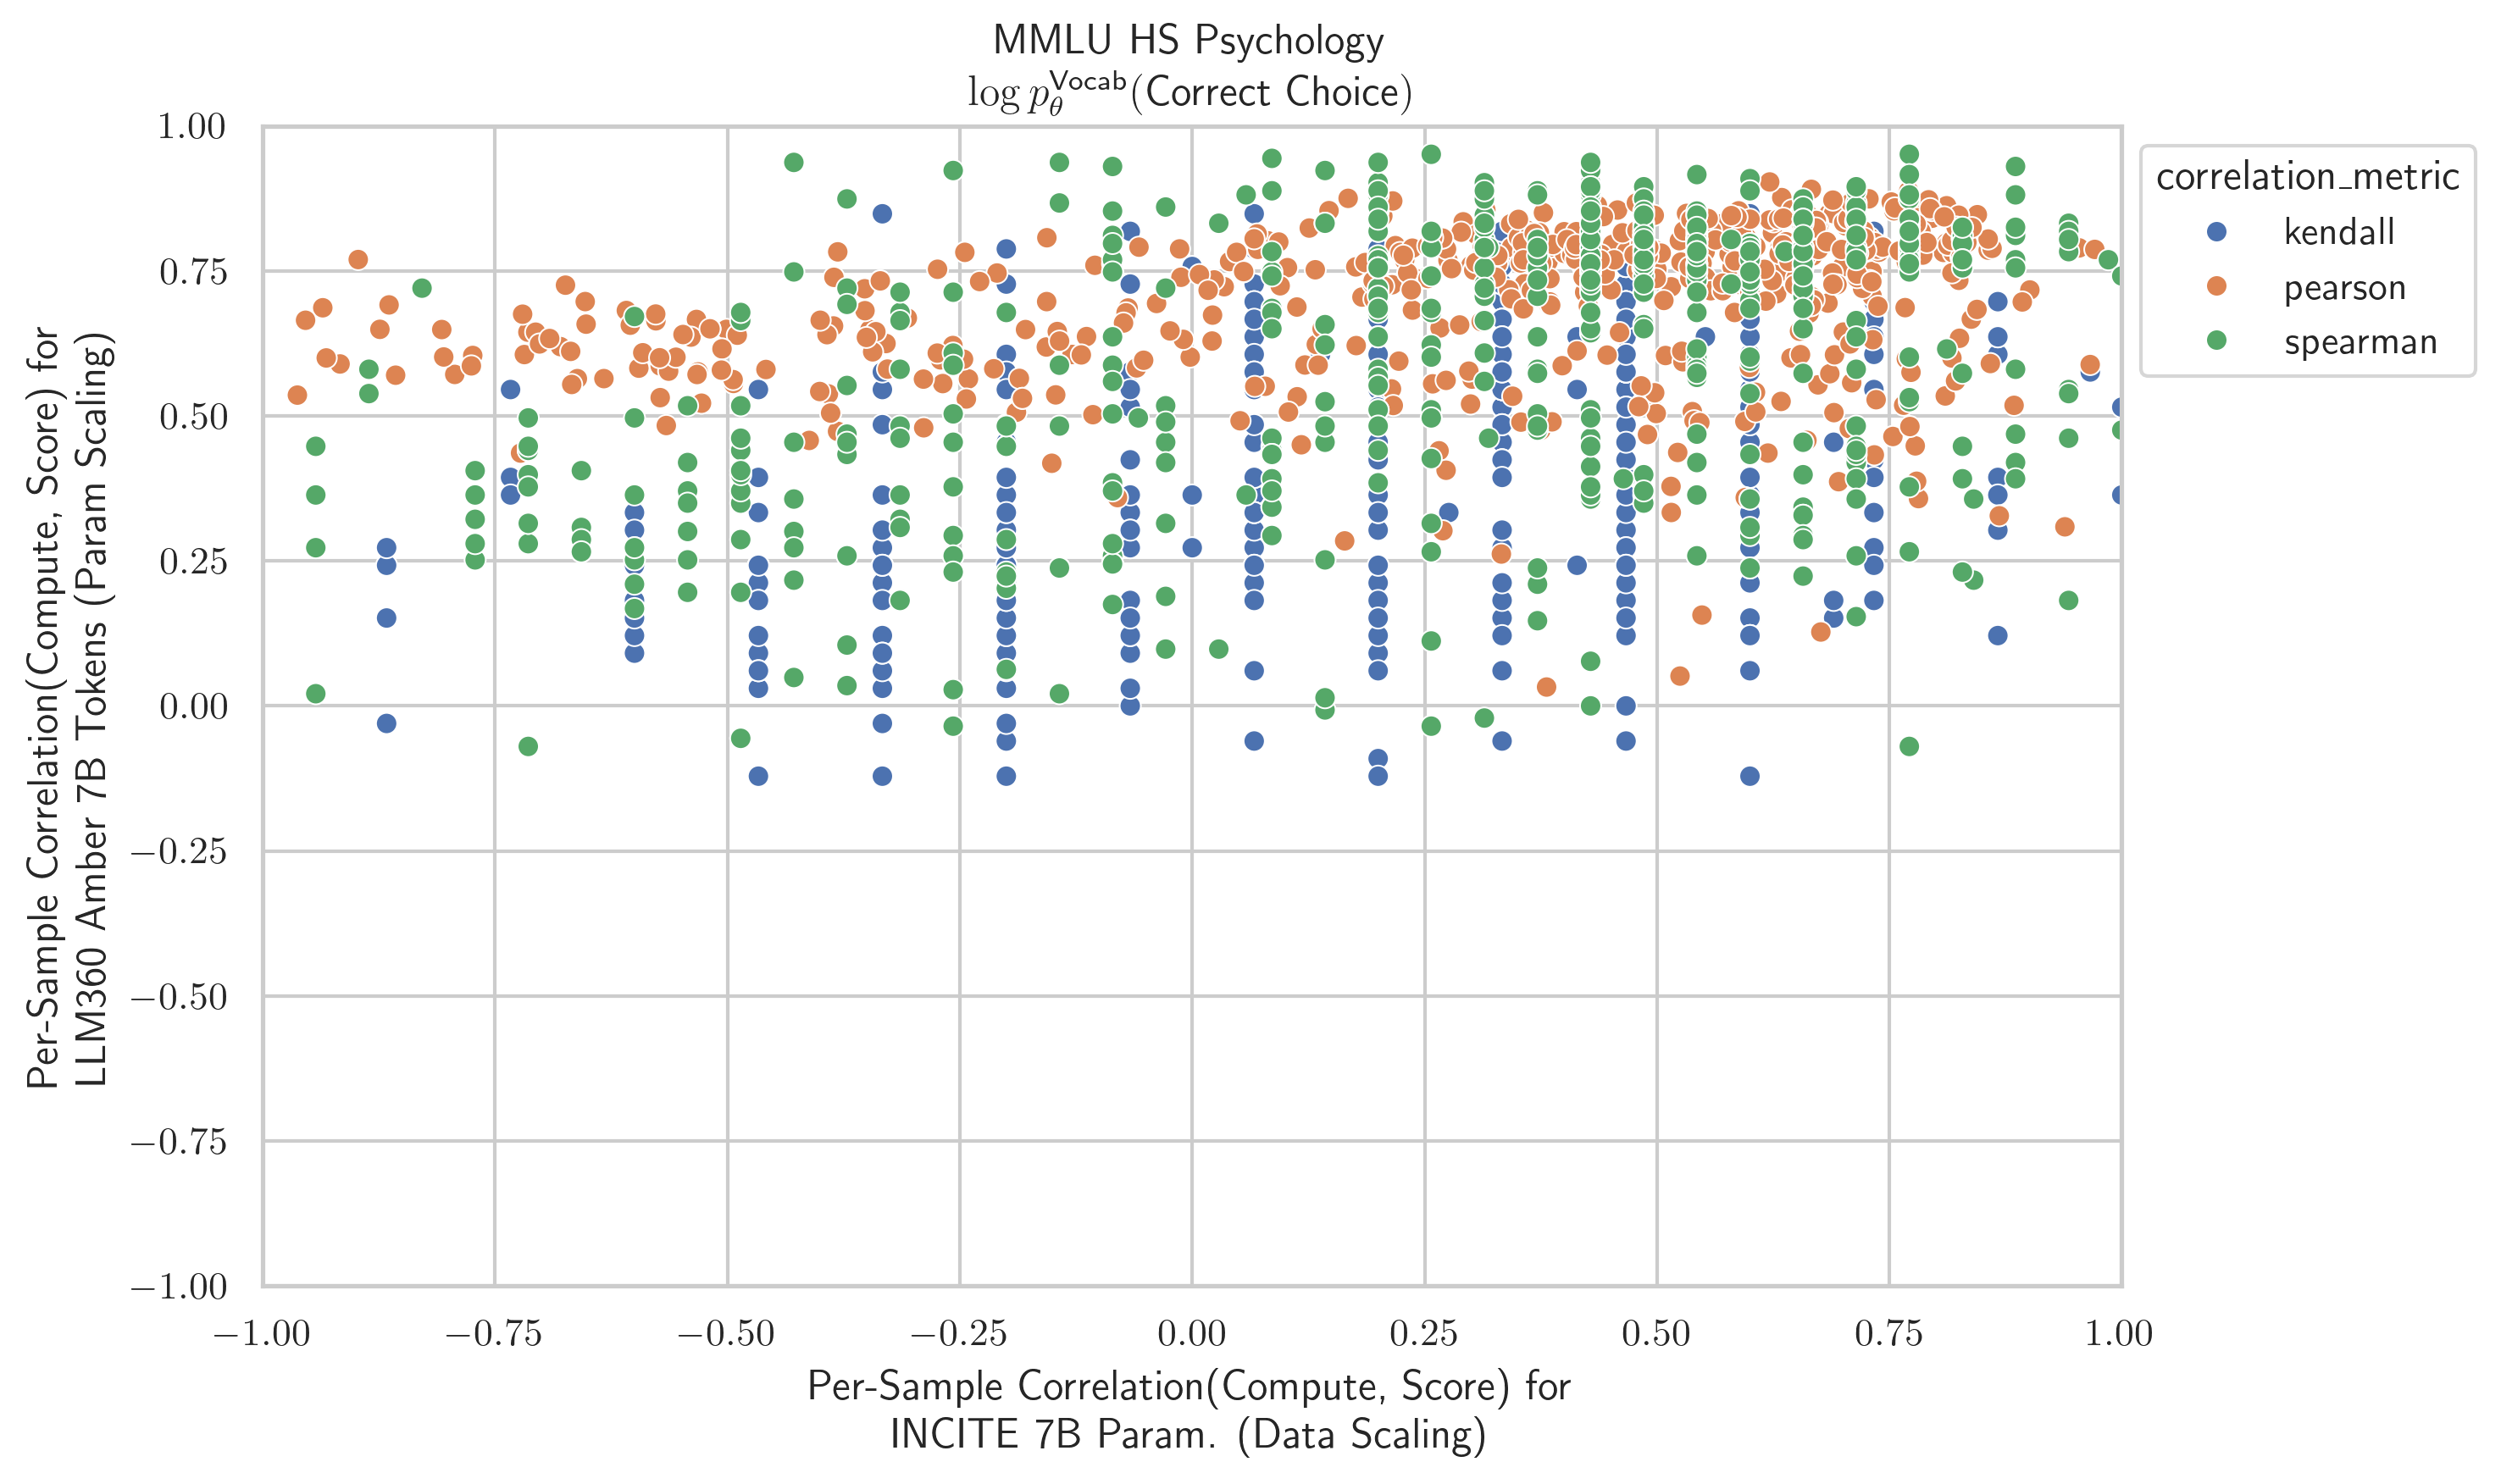 MMLU HS Psychology
log p_θ^Vocab(Correct Choice)
Per-Sample Correlation(Compute, Score) for
LLM360 Amber 7B Tokens (Param Scaling)
1.00
0.75
0.50
0.25
0.00
−0.25
−0.50
−0.75
−1.00
−1.00 −0.75 −0.50 −0.25 0.00 0.25 0.50 0.75 1.00
Per-Sample Correlation(Compute, Score) for
INCITE 7B Param. (Data Scaling)
correlation_metric
kendall
pearson
spearman